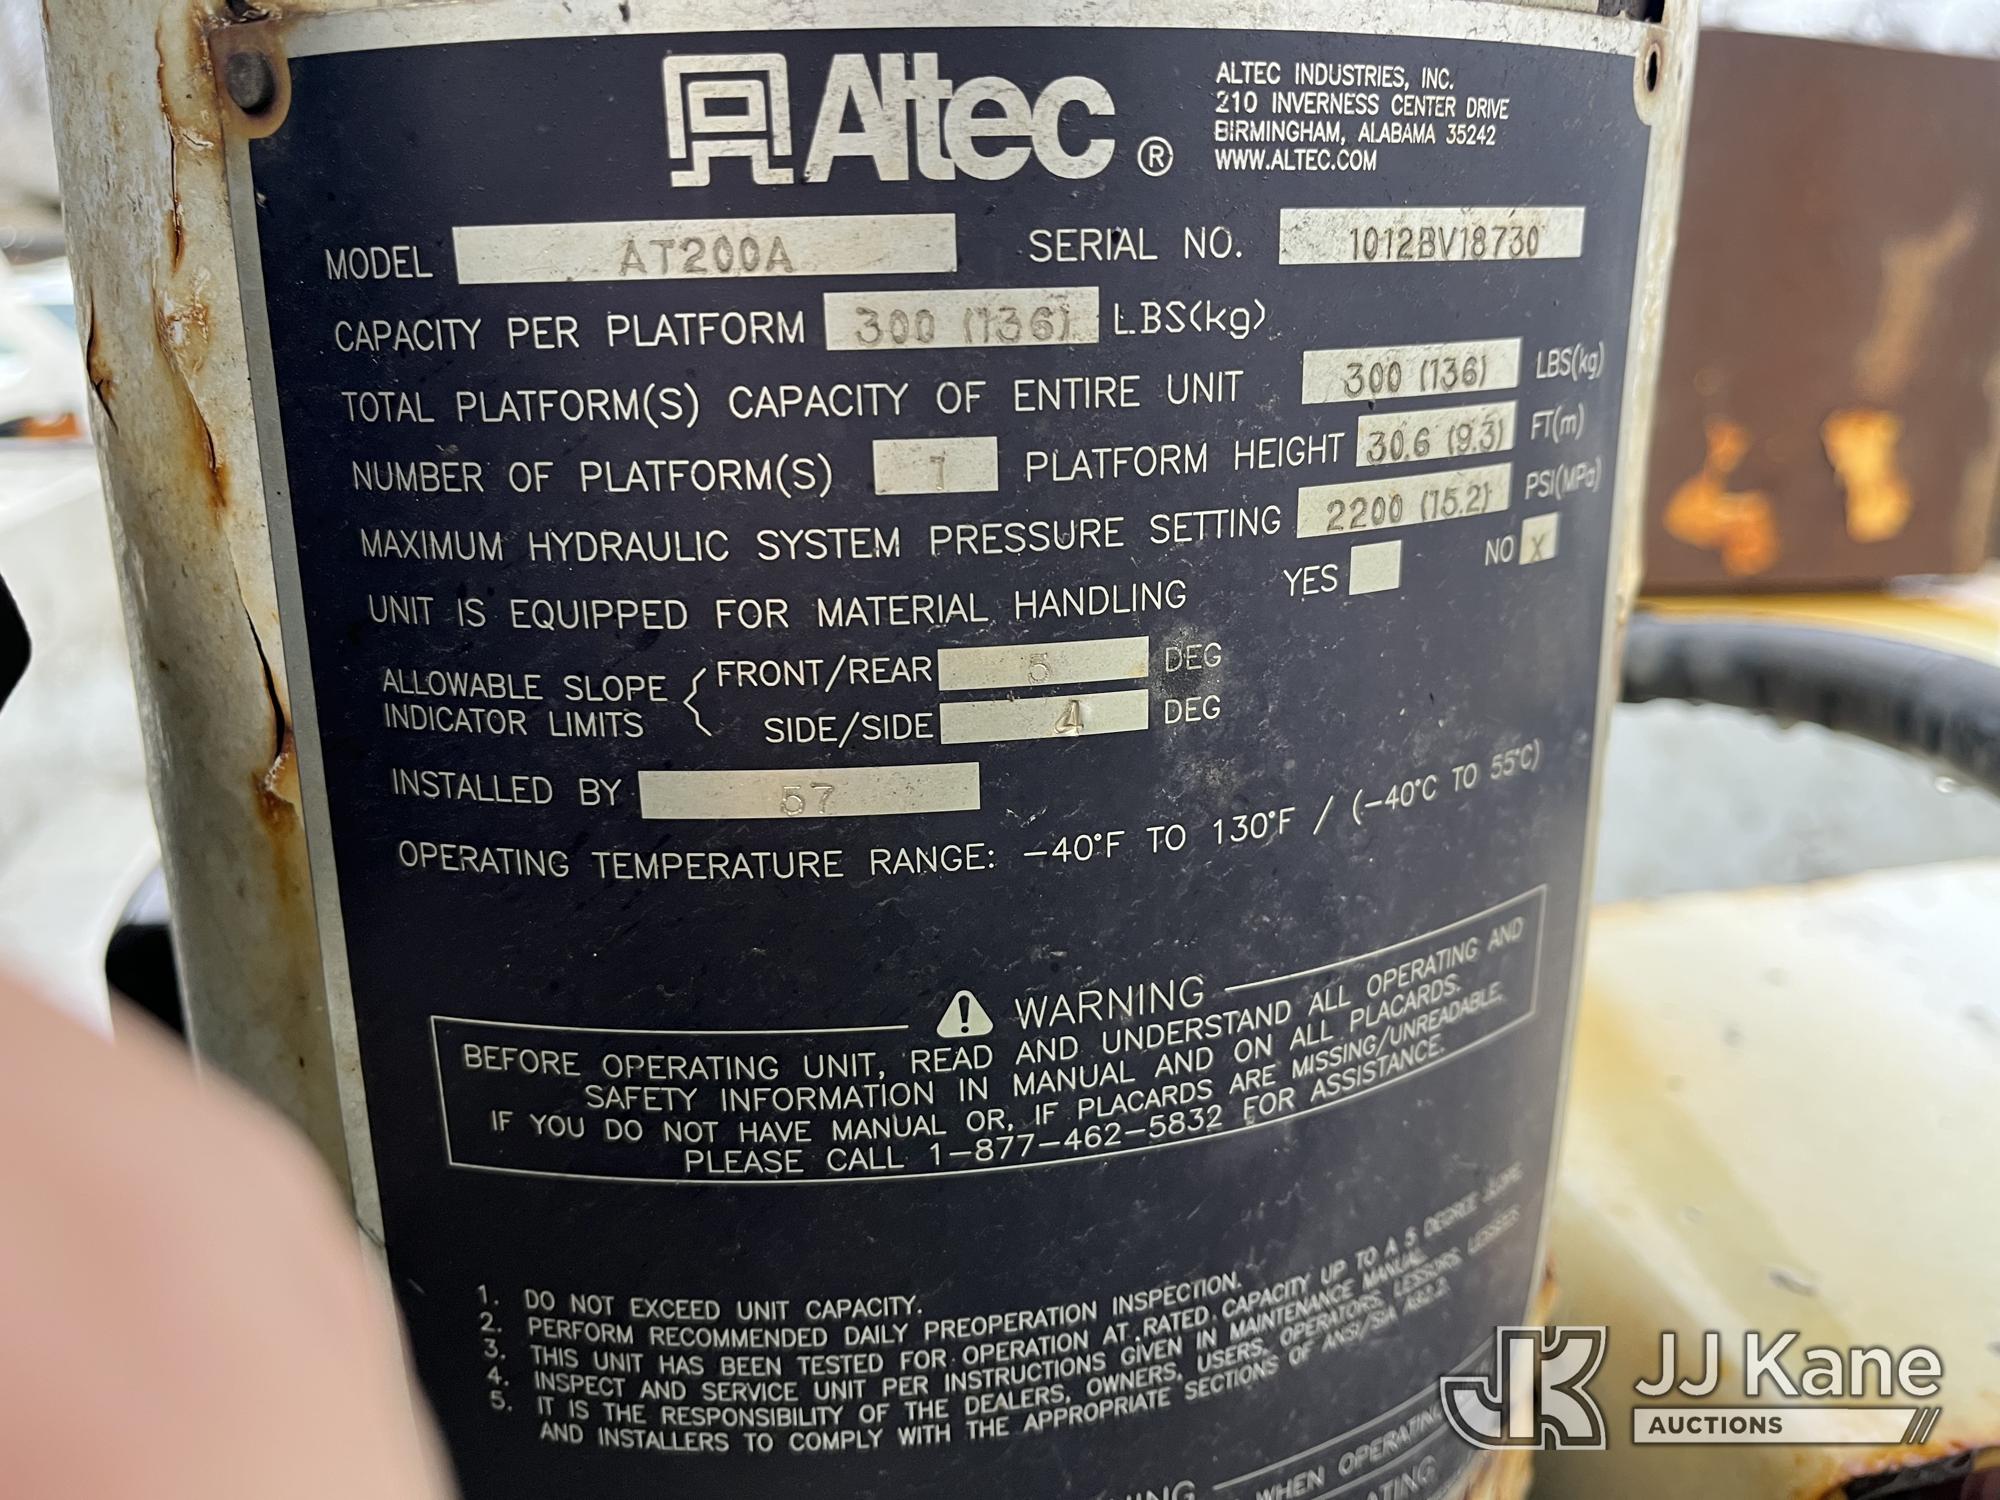 Altec ®
ALTEC INDUSTRIES, INC.
210 INVERNESS CENTER DRIVE
BIRMINGHAM, ALABAMA 35242
WWW.ALTEC.COM
MODEL AT200A SERIAL NO. 1012BV18730
CAPACITY PER PLATFORM 300 (136) LBS(kg)
TOTAL PLATFORM(S) CAPACITY OF ENTIRE UNIT 300 (136) LBS(kg)
NUMBER OF PLATFORM(S) 1 PLATFORM HEIGHT 30.6 (9.3) FT(m)
MAXIMUM HYDRAULIC SYSTEM PRESSURE SETTING 2200 (15.2) PSI(MPa)
UNIT IS EQUIPPED FOR MATERIAL HANDLING YES NO X
ALLOWABLE SLOPE INDICATOR LIMITS
FRONT/REAR 5 DEG
SIDE/SIDE 4 DEG
INSTALLED BY 57
OPERATING TEMPERATURE RANGE: -40°F TO 130°F / (-40°C TO 55°C)
WARNING
BEFORE OPERATING UNIT, READ AND UNDERSTAND ALL OPERATING AND
SAFETY INFORMATION IN MANUAL AND ON ALL PLACARDS.
IF YOU DO NOT HAVE MANUAL OR, IF PLACARDS ARE MISSING/UNREADABLE,
PLEASE CALL 1-877-462-5832 FOR ASSISTANCE.
1. DO NOT EXCEED UNIT CAPACITY.
2. PERFORM RECOMMENDED DAILY PREOPERATION INSPECTION.
3. THIS UNIT HAS BEEN TESTED FOR OPERATION AT RATED CAPACITY UP TO A 5 DEGREE SLOPE
4. INSPECT AND SERVICE UNIT PER INSTRUCTIONS GIVEN IN MAINTENANCE MANUAL.
5. IT IS THE RESPONSIBILITY OF THE DEALERS, OWNERS, USERS, OPERATORS, LESSORS, LESSEES
AND INSTALLERS TO COMPLY WITH THE APPROPRIATE SECTIONS OF ANSI/SIA A92.2.
WHEN OPERATING
JK JJ Kane
AUCTIONS